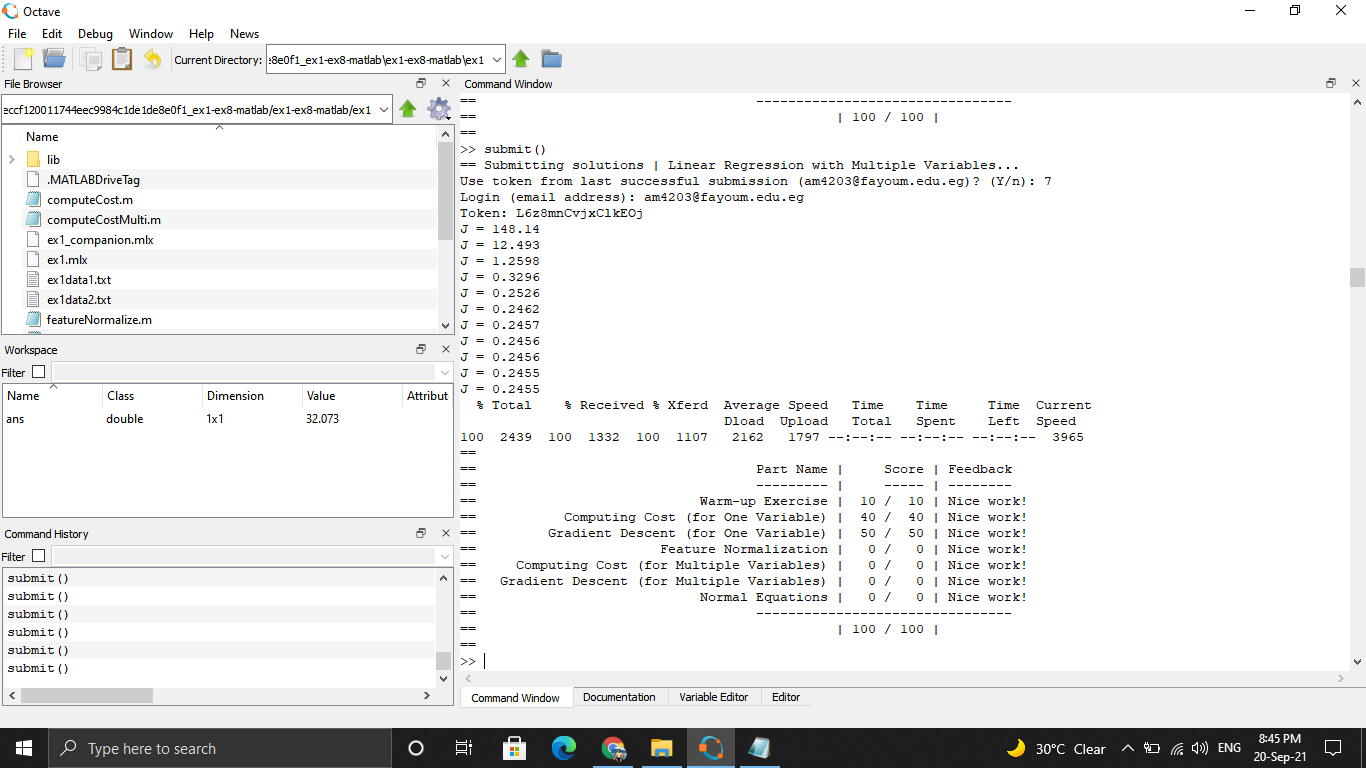 Octave
File Edit Debug Window Help News
Current Directory: :8e0f1_ex1-ex8-matlab\ex1-ex8-matlab\ex1
File Browser
eccf120011744eec9984c1de1de8e0f1_ex1-ex8-matlab/ex1-ex8-matlab/ex1
Name
lib
.MATLABDriveTag
computeCost.m
computeCostMulti.m
ex1_companion.mlx
ex1.mlx
ex1data1.txt
ex1data2.txt
featureNormalize.m
Workspace
Filter
Name Class Dimension Value Attribut
ans double 1x1 32.073
Command History
Filter
submit()
submit()
submit()
submit()
submit()
submit()
Command Window
== --------------------------------
== | 100 / 100 |
==
>> submit()
== Submitting solutions | Linear Regression with Multiple Variables...
Use token from last successful submission (am4203@fayoum.edu.eg)? (Y/n): 7
Login (email address): am4203@fayoum.edu.eg
Token: L6z8mnCvjxClkEOj
J = 148.14
J = 12.493
J = 1.2598
J = 0.3296
J = 0.2526
J = 0.2462
J = 0.2457
J = 0.2456
J = 0.2456
J = 0.2455
J = 0.2455
% Total % Received % Xferd Average Speed Time Time Time Current
Dload Upload Total Spent Left Speed
100 2439 100 1332 100 1107 2162 1797 --:--:-- --:--:-- --:--:-- 3965
==
== Part Name | Score | Feedback
== --------- | ----- | --------
== Warm-up Exercise | 10 / 10 | Nice work!
== Computing Cost (for One Variable) | 40 / 40 | Nice work!
== Gradient Descent (for One Variable) | 50 / 50 | Nice work!
== Feature Normalization | 0 / 0 | Nice work!
== Computing Cost (for Multiple Variables) | 0 / 0 | Nice work!
== Gradient Descent (for Multiple Variables) | 0 / 0 | Nice work!
== Normal Equations | 0 / 0 | Nice work!
== --------------------------------
== | 100 / 100 |
==
>>
Command Window Documentation Variable Editor Editor
Type here to search
30°C Clear
ENG
8:45 PM
20-Sep-21